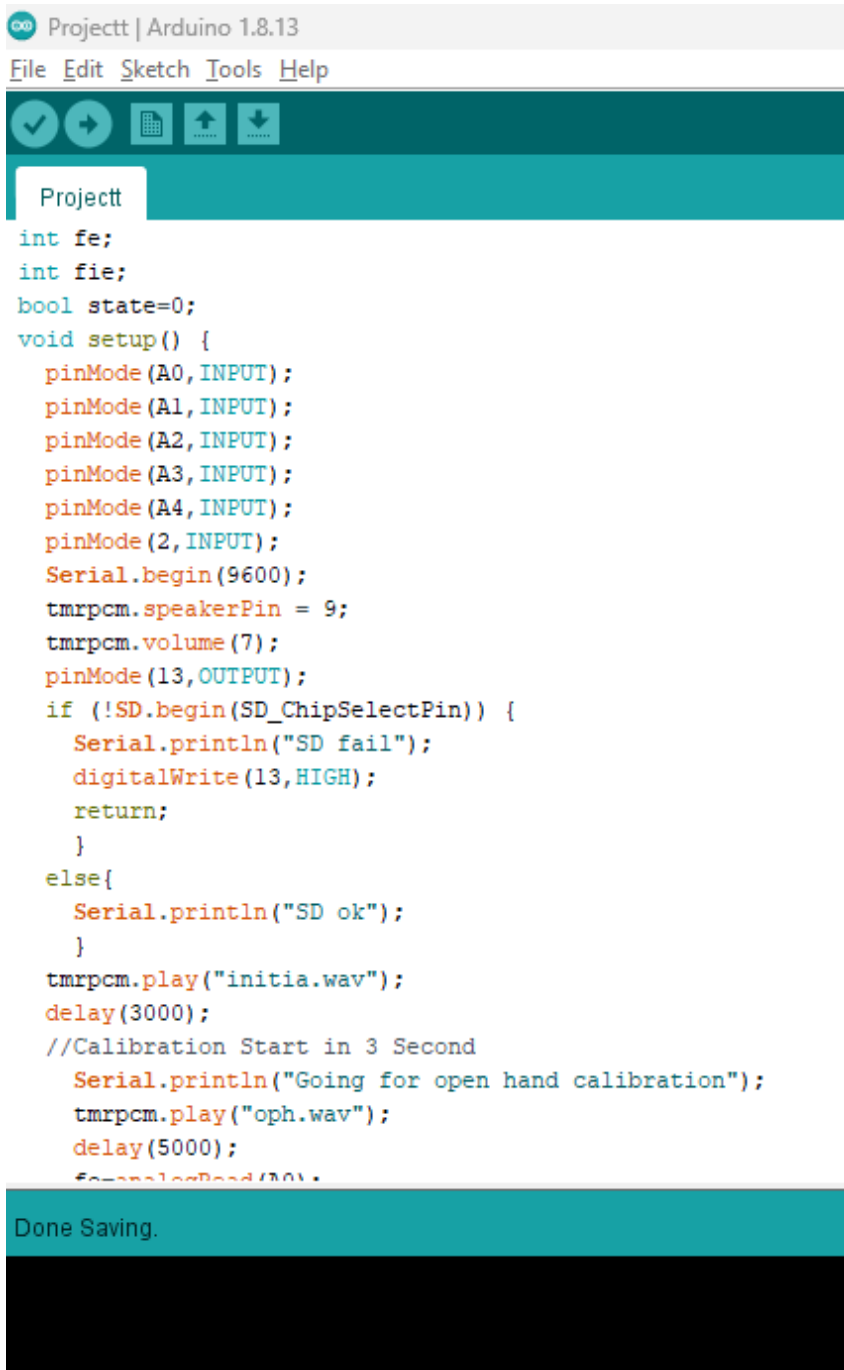 Projectt | Arduino 1.8.13
File Edit Sketch Tools Help
Projectt
int fe;
int fie;
bool state=0;
void setup() {
  pinMode(A0,INPUT);
  pinMode(A1,INPUT);
  pinMode(A2,INPUT);
  pinMode(A3,INPUT);
  pinMode(A4,INPUT);
  pinMode(2,INPUT);
  Serial.begin(9600);
  tmrpcm.speakerPin = 9;
  tmrpcm.volume(7);
  pinMode(13,OUTPUT);
  if (!SD.begin(SD_ChipSelectPin)) {
    Serial.println("SD fail");
    digitalWrite(13,HIGH);
    return;
    }
  else{
    Serial.println("SD ok");
    }
  tmrpcm.play("initia.wav");
  delay(3000);
  //Calibration Start in 3 Second
    Serial.println("Going for open hand calibration");
    tmrpcm.play("oph.wav");
    delay(5000);
    fe=analogRead(A0);
Done Saving.